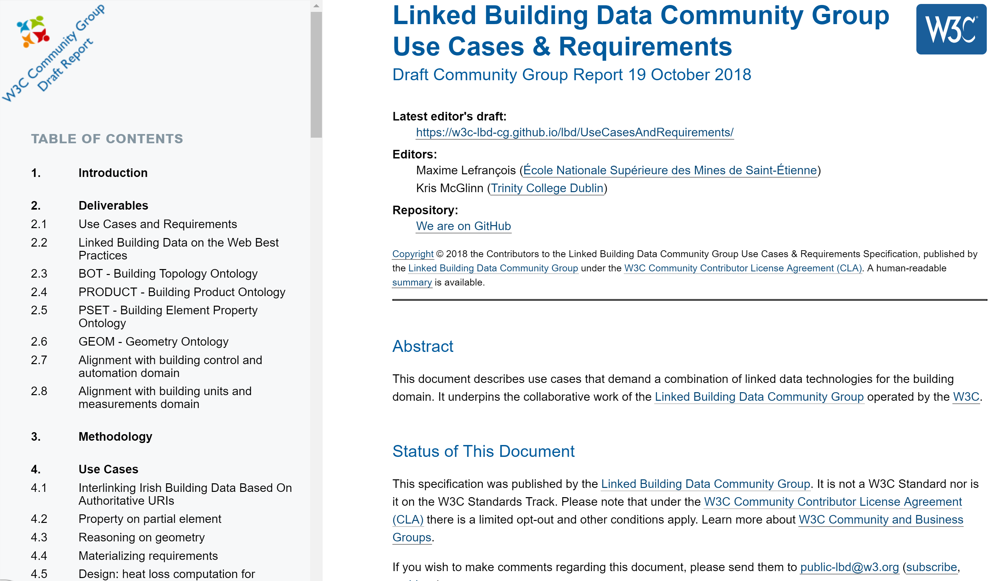 W3C Community Group
Draft Report
TABLE OF CONTENTS
1. Introduction
2. Deliverables
2.1 Use Cases and Requirements
2.2 Linked Building Data on the Web Best
Practices
2.3 BOT - Building Topology Ontology
2.4 PRODUCT - Building Product Ontology
2.5 PSET - Building Element Property
Ontology
2.6 GEOM - Geometry Ontology
2.7 Alignment with building control and
automation domain
2.8 Alignment with building units and
measurements domain
3. Methodology
4. Use Cases
4.1 Interlinking Irish Building Data Based On
Authoritative URIs
4.2 Property on partial element
4.3 Reasoning on geometry
4.4 Materializing requirements
4.5 Design: heat loss computation for
Linked Building Data Community Group
Use Cases & Requirements
W3C®
Draft Community Group Report 19 October 2018
Latest editor's draft:
https://w3c-lbd-cg.github.io/lbd/UseCasesAndRequirements/
Editors:
Maxime Lefrançois (École Nationale Supérieure des Mines de Saint-Étienne)
Kris McGlinn (Trinity College Dublin)
Repository:
We are on GitHub
Copyright © 2018 the Contributors to the Linked Building Data Community Group Use Cases & Requirements Specification, published by
the Linked Building Data Community Group under the W3C Community Contributor License Agreement (CLA). A human-readable
summary is available.
Abstract
This document describes use cases that demand a combination of linked data technologies for the building
domain. It underpins the collaborative work of the Linked Building Data Community Group operated by the W3C.
Status of This Document
This specification was published by the Linked Building Data Community Group. It is not a W3C Standard nor is
it on the W3C Standards Track. Please note that under the W3C Community Contributor License Agreement
(CLA) there is a limited opt-out and other conditions apply. Learn more about W3C Community and Business
Groups.
If you wish to make comments regarding this document, please send them to public-lbd@w3.org (subscribe,